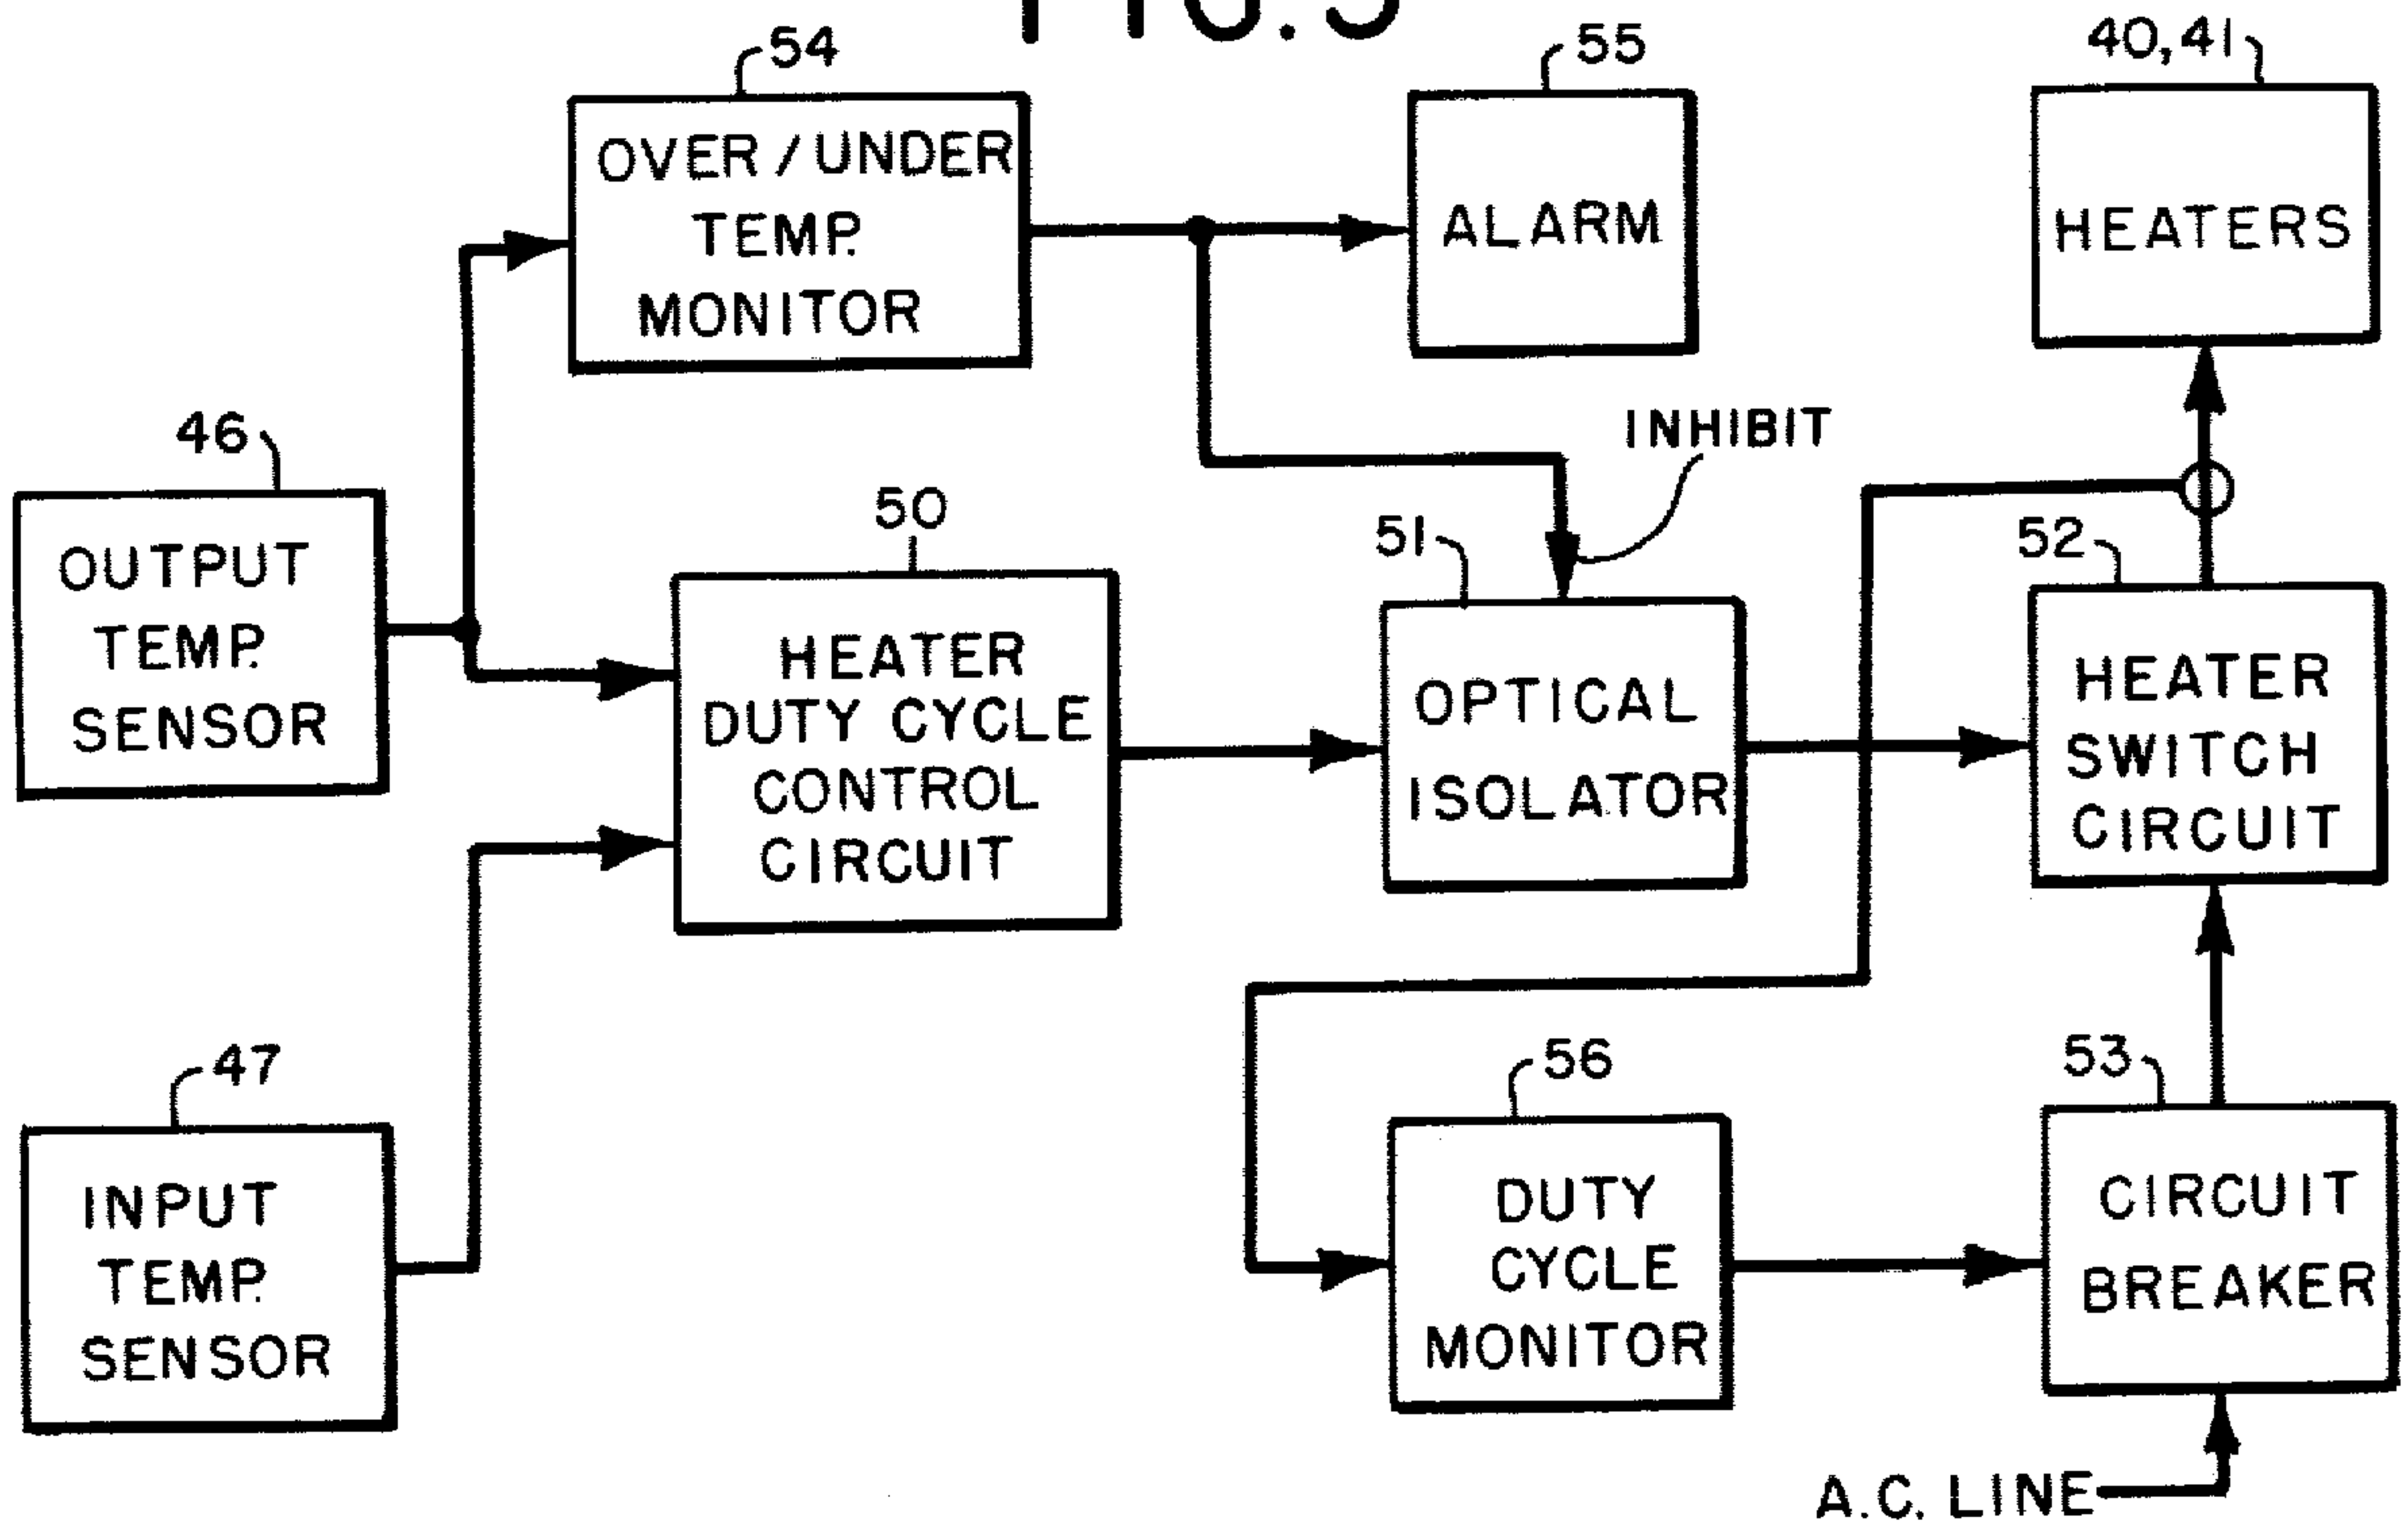 54
55
40,41
OVER / UNDER
TEMP.
MONITOR
ALARM
HEATERS
46
INHIBIT
50
51
52
OUTPUT
TEMP.
SENSOR
HEATER
DUTY CYCLE
CONTROL
CIRCUIT
OPTICAL
ISOLATOR
HEATER
SWITCH
CIRCUIT
47
56
53
INPUT
TEMP.
SENSOR
DUTY
CYCLE
MONITOR
CIRCUIT
BREAKER
A.C. LINE